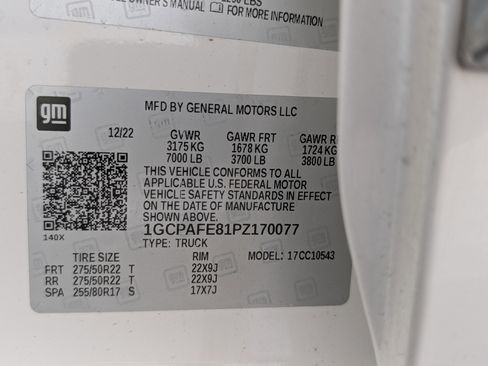 LE OWNER'S MANUAL FOR MORE INFORMATION
gm
MFD BY GENERAL MOTORS LLC
12/22 GVWR GAWR FRT GAWR
3175 KG 1678 KG 1724 KG
7000 LB 3700 LB 3800 LB
THIS VEHICLE CONFORMS TO ALL
APPLICABLE U.S. FEDERAL MOTOR
VEHICLE SAFETY STANDARDS IN EFFECT
ON THE DATE OF MANUFACTURE
SHOWN ABOVE.
140X
1GCPAFE81PZ170077
TYPE: TRUCK MODEL: 17CC10543
TIRE SIZE RIM
FRT 275/50R22 T 22X9J
RR 275/50R22 T 22X9J
SPA 255/80R17 S 17X7J